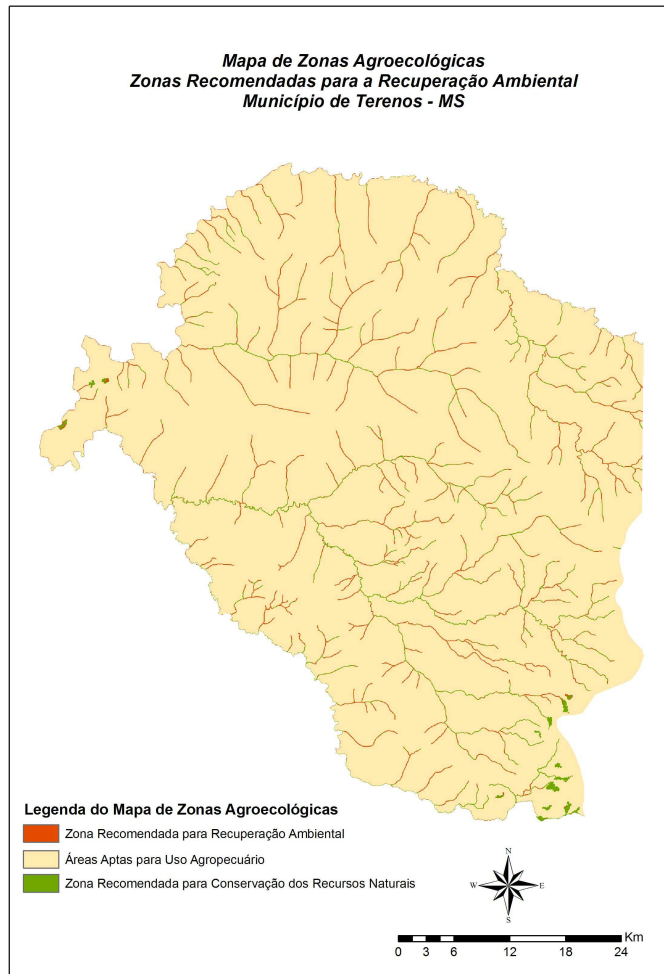 Mapa de Zonas Agroecológicas
Zonas Recomendadas para a Recuperação Ambiental
Município de Terenos - MS
Legenda do Mapa de Zonas Agroecológicas
Zona Recomendada para Recuperação Ambiental
Áreas Aptas para Uso Agropecuário
Zona Recomendada para Conservação dos Recursos Naturais
N
W E
S
Km
0 3 6 12 18 24